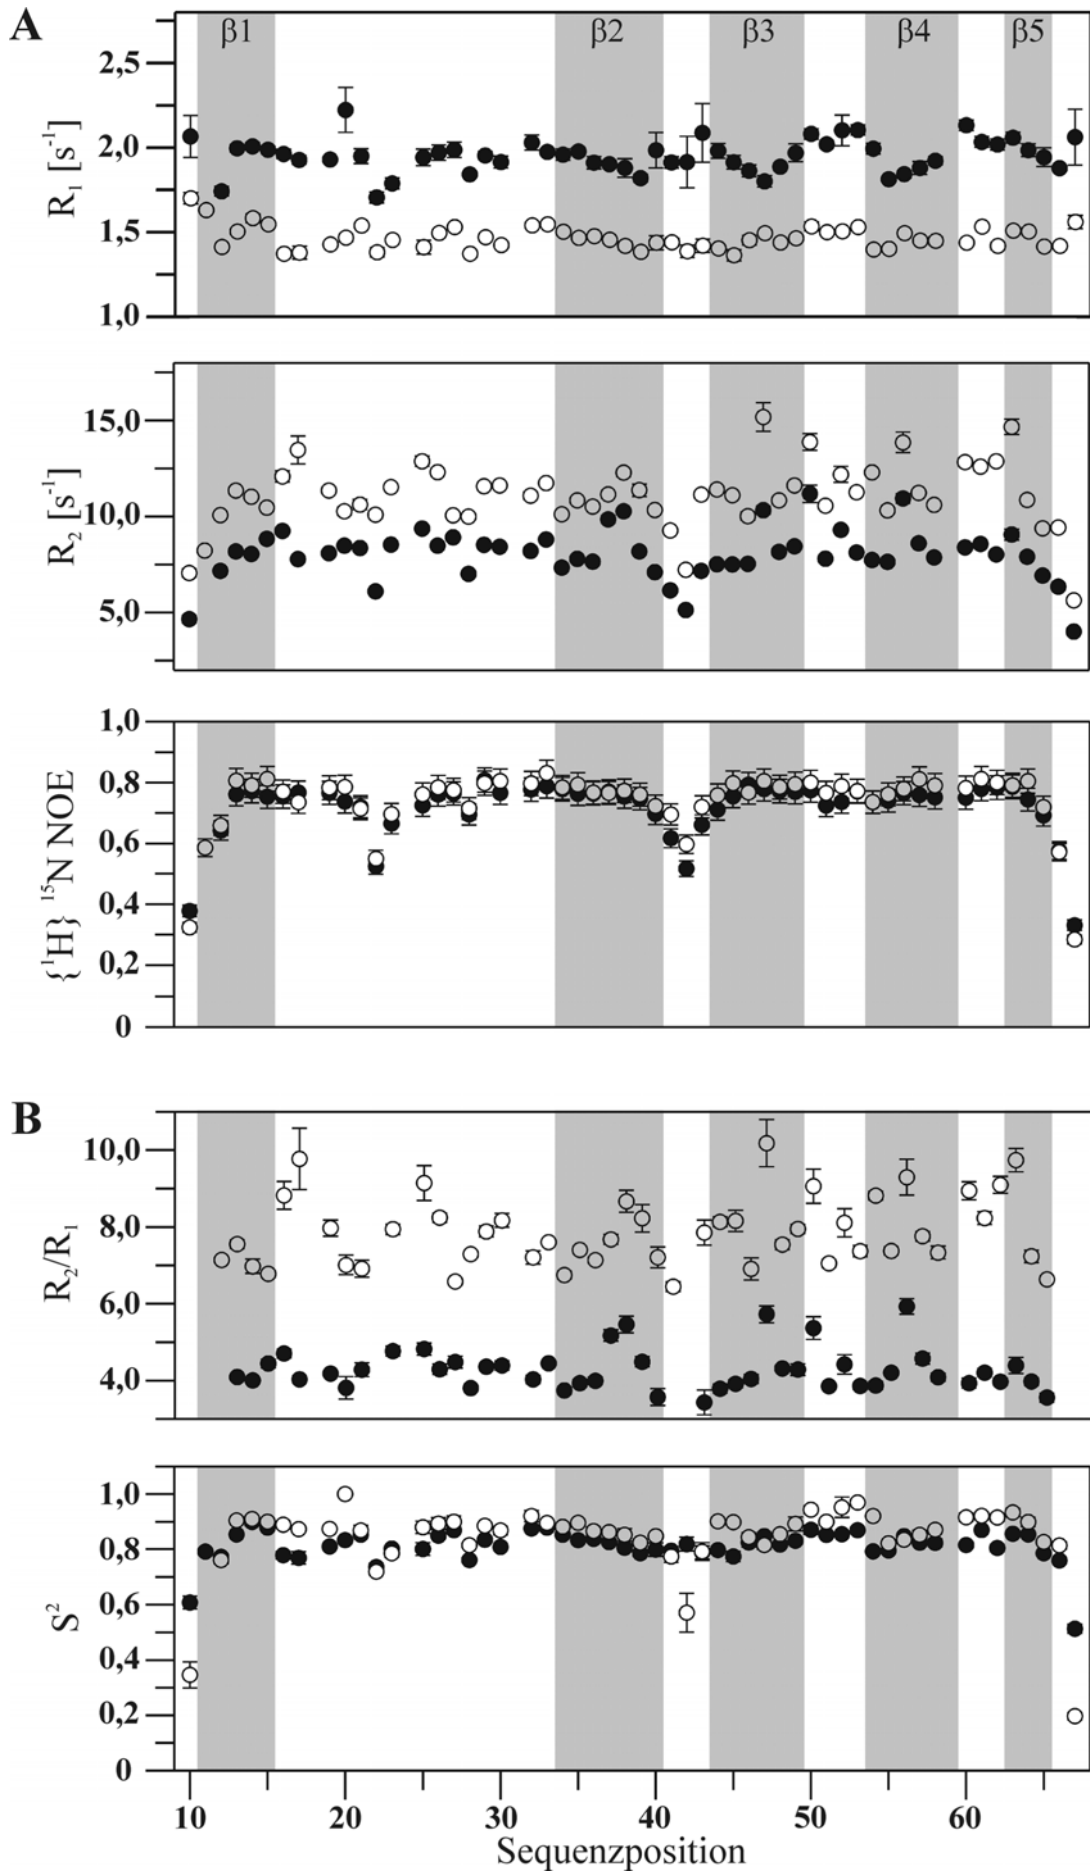 A
β1 β2 β3 β4 β5
2,5
2,0
1,5
1,0
R₁ [s⁻¹]
15,0
10,0
5,0
R₂ [s⁻¹]
1,0
0,8
0,6
0,4
0,2
0
{¹H} ¹⁵N NOE
B
10,0
8,0
6,0
4,0
R₂/R₁
1,0
0,8
0,6
0,4
0,2
0
S²
10 20 30 40 50 60
Sequenzposition